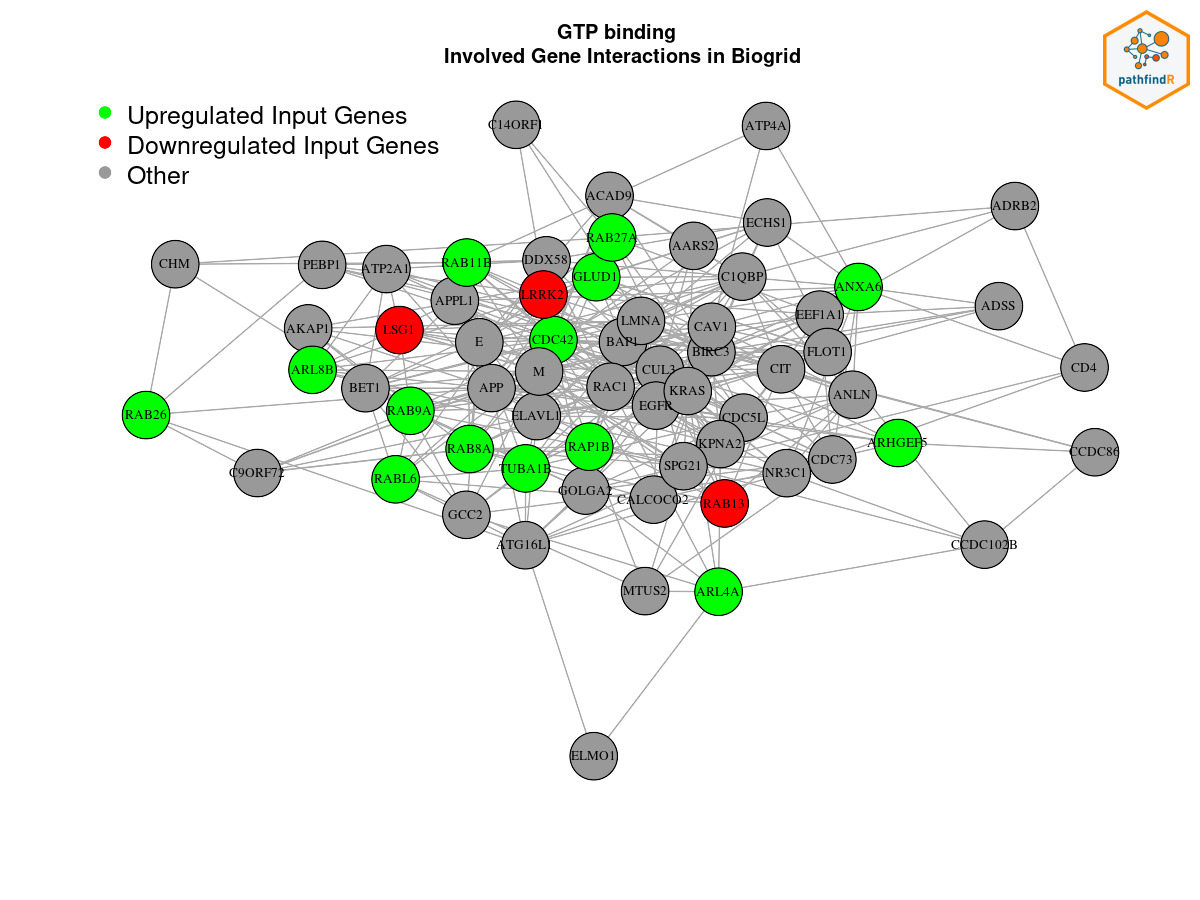 GTP binding
Involved Gene Interactions in Biogrid
pathfindR
Upregulated Input Genes
Downregulated Input Genes
Other
C14ORF1
ATP4A
ACAD9
ADRB2
ECHS1
RAB27A
AARS2
CHM
PEBP1
ATP2A1
RAB11B
DDX58
GLUD1
C1QBP
ANXA6
LRRK2
APPL1
ADSS
EEF1A1
LMNA
CAV1
AKAP1
LSG1
E
CDC42
BAP1
BIRC3
FLOT1
ARL8B
M
CUL3
CIT
CD4
BET1
APP
RAC1
KRAS
ANLN
EGFR
RAB26
RAB9A
ELAVL1
CDC5L
RAB8A
RAP1B
KPNA2
ARHGEF5
CCDC86
C9ORF72
RABL6
TUBA1B
SPG21
NR3C1
CDC73
GOLGA2
CALCOCO2
RAB13
GCC2
ATG16L1
CCDC102B
MTUS2
ARL4A
ELMO1